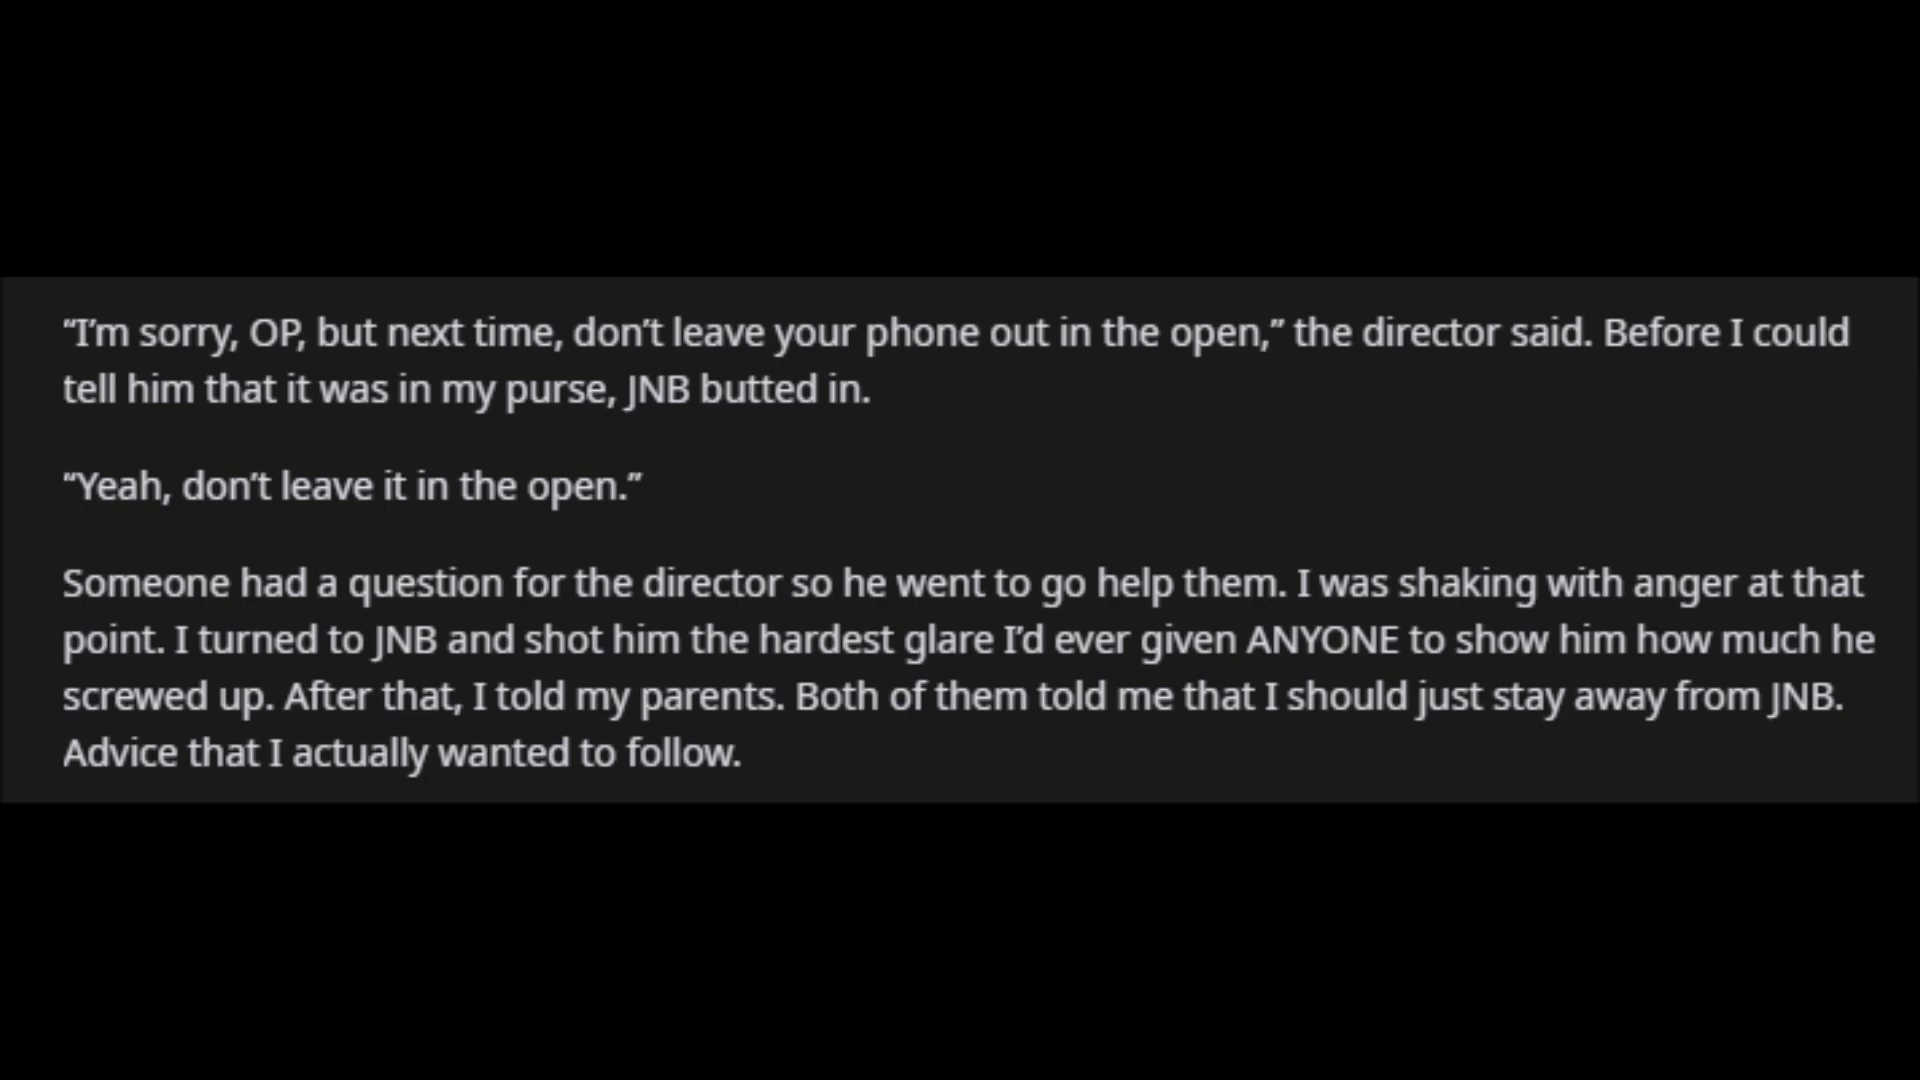 “I’m sorry, OP, but next time, don’t leave your phone out in the open,” the director said. Before I could
tell him that it was in my purse, JNB butted in.
“Yeah, don’t leave it in the open.”
Someone had a question for the director so he went to go help them. I was shaking with anger at that
point. I turned to JNB and shot him the hardest glare I’d ever given ANYONE to show him how much he
screwed up. After that, I told my parents. Both of them told me that I should just stay away from JNB.
Advice that I actually wanted to follow.